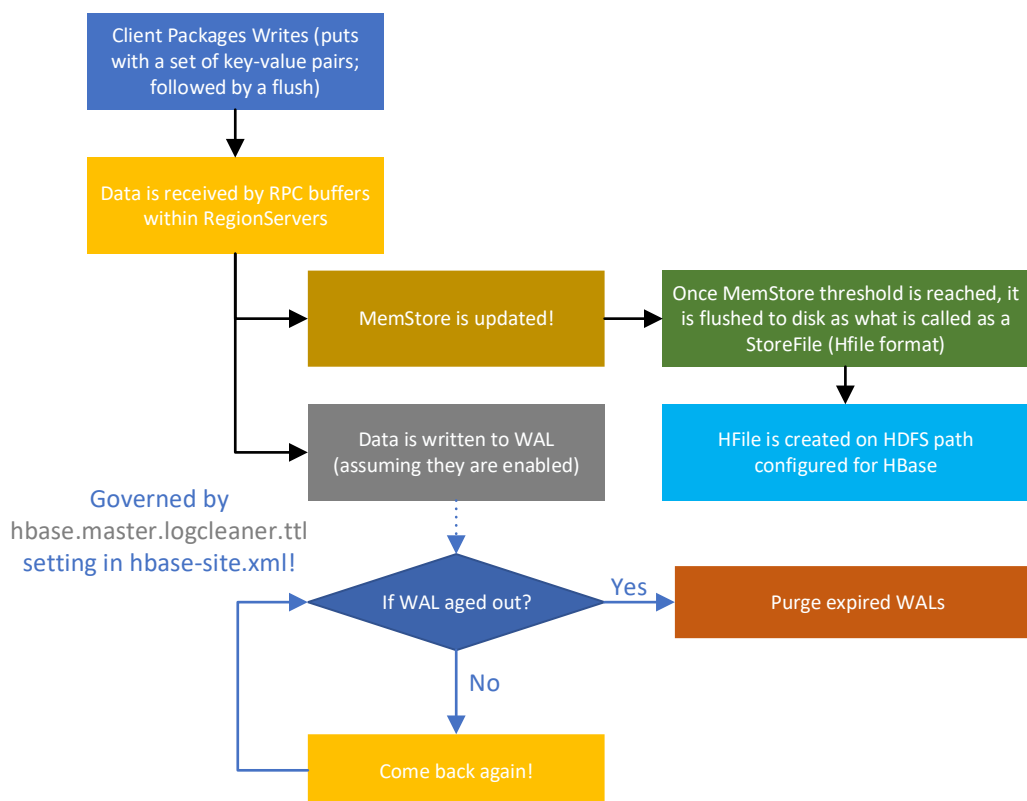 Client Packages Writes (puts
with a set of key-value pairs;
followed by a flush)
Data is received by RPC buffers
within RegionServers
MemStore is updated!
Once MemStore threshold is reached, it
is flushed to disk as what is called as a
StoreFile (Hfile format)
Data is written to WAL
(assuming they are enabled)
HFile is created on HDFS path
configured for HBase
Governed by
hbase.master.logcleaner.ttl
setting in hbase-site.xml!
If WAL aged out?
Yes
Purge expired WALs
No
Come back again!